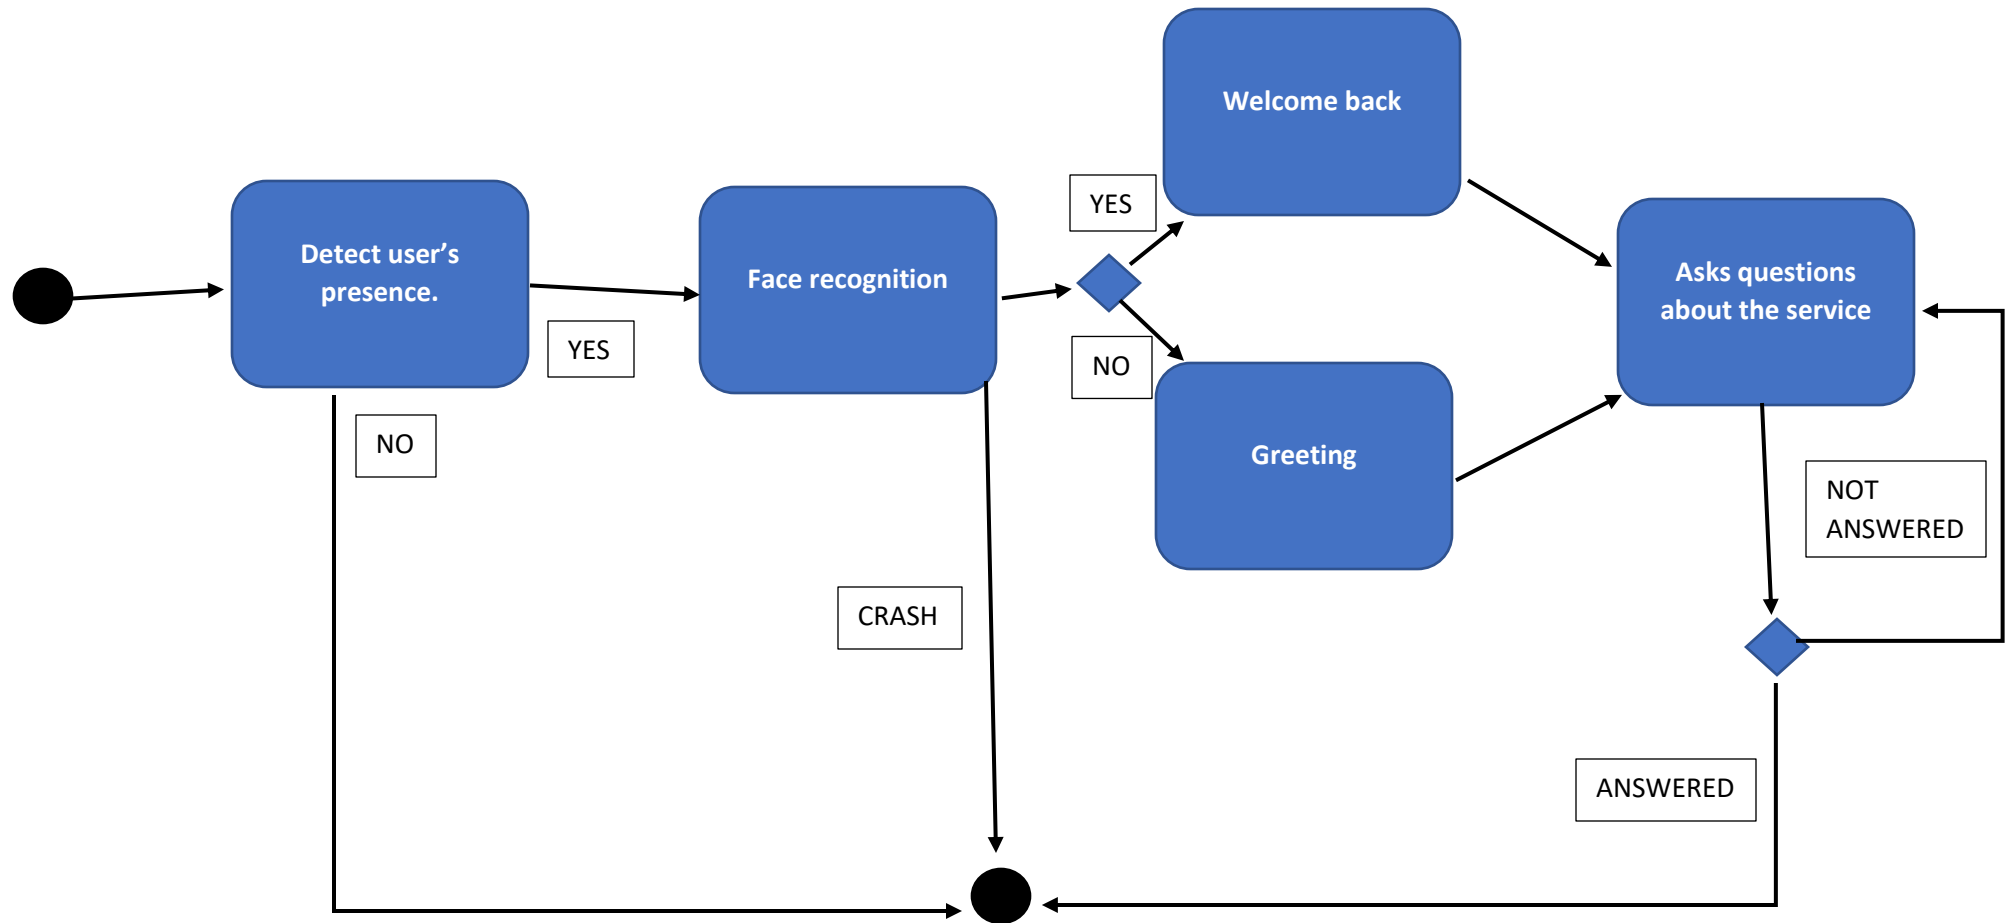 Welcome back
YES
Detect user’s
presence.
Face recognition
Asks questions
about the service
YES
NO
NO
Greeting
NOT
ANSWERED
CRASH
ANSWERED